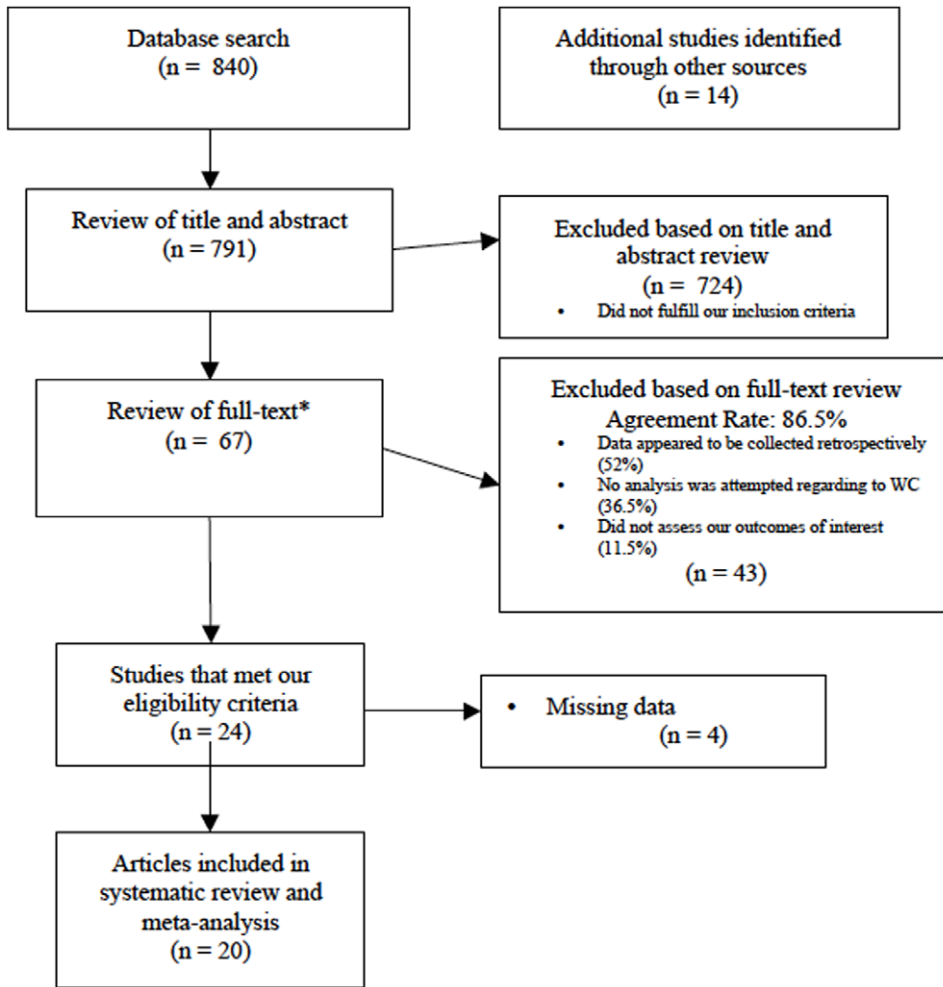 Database search
(n = 840)
Additional studies identified
through other sources
(n = 14)
Review of title and abstract
(n = 791)
Excluded based on title and
abstract review
(n = 724)
• Did not fulfill our inclusion criteria
Review of full-text*
(n = 67)
Excluded based on full-text review
Agreement Rate: 86.5%
• Data appeared to be collected retrospectively
(52%)
• No analysis was attempted regarding to WC
(36.5%)
• Did not assess our outcomes of interest
(11.5%)
(n = 43)
Studies that met our
eligibility criteria
(n = 24)
• Missing data
(n = 4)
Articles included in
systematic review and
meta-analysis
(n = 20)